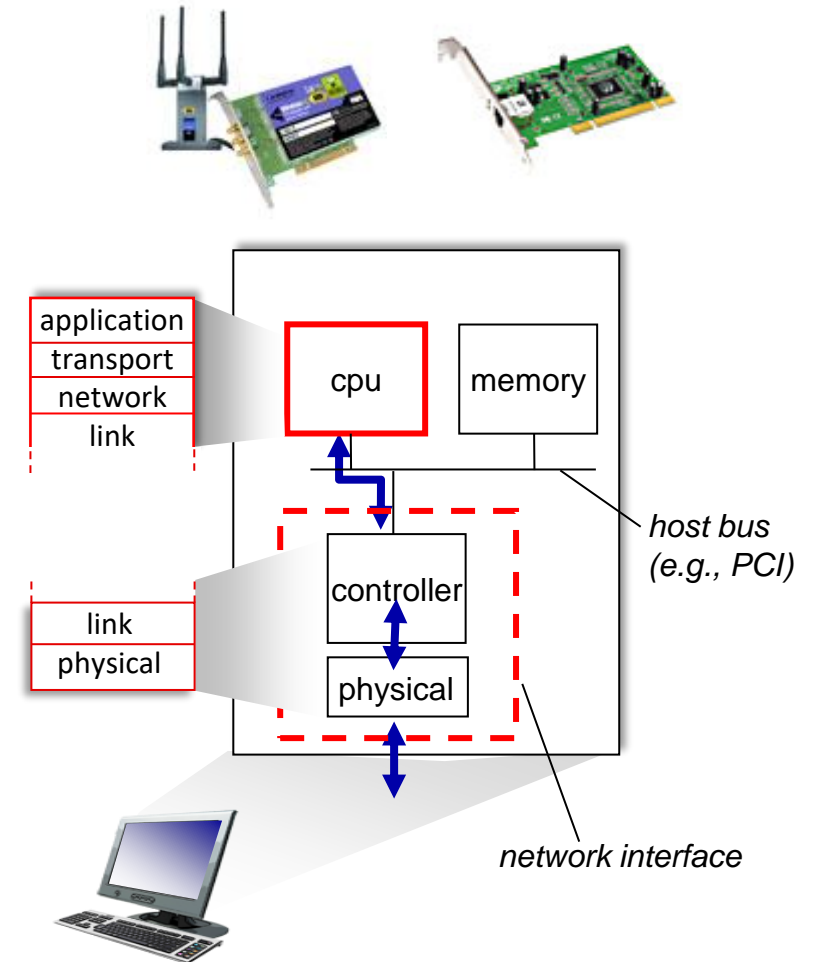 application
transport
network
link
cpu
memory
host bus
(e.g., PCI)
controller
link
physical
physical
network interface